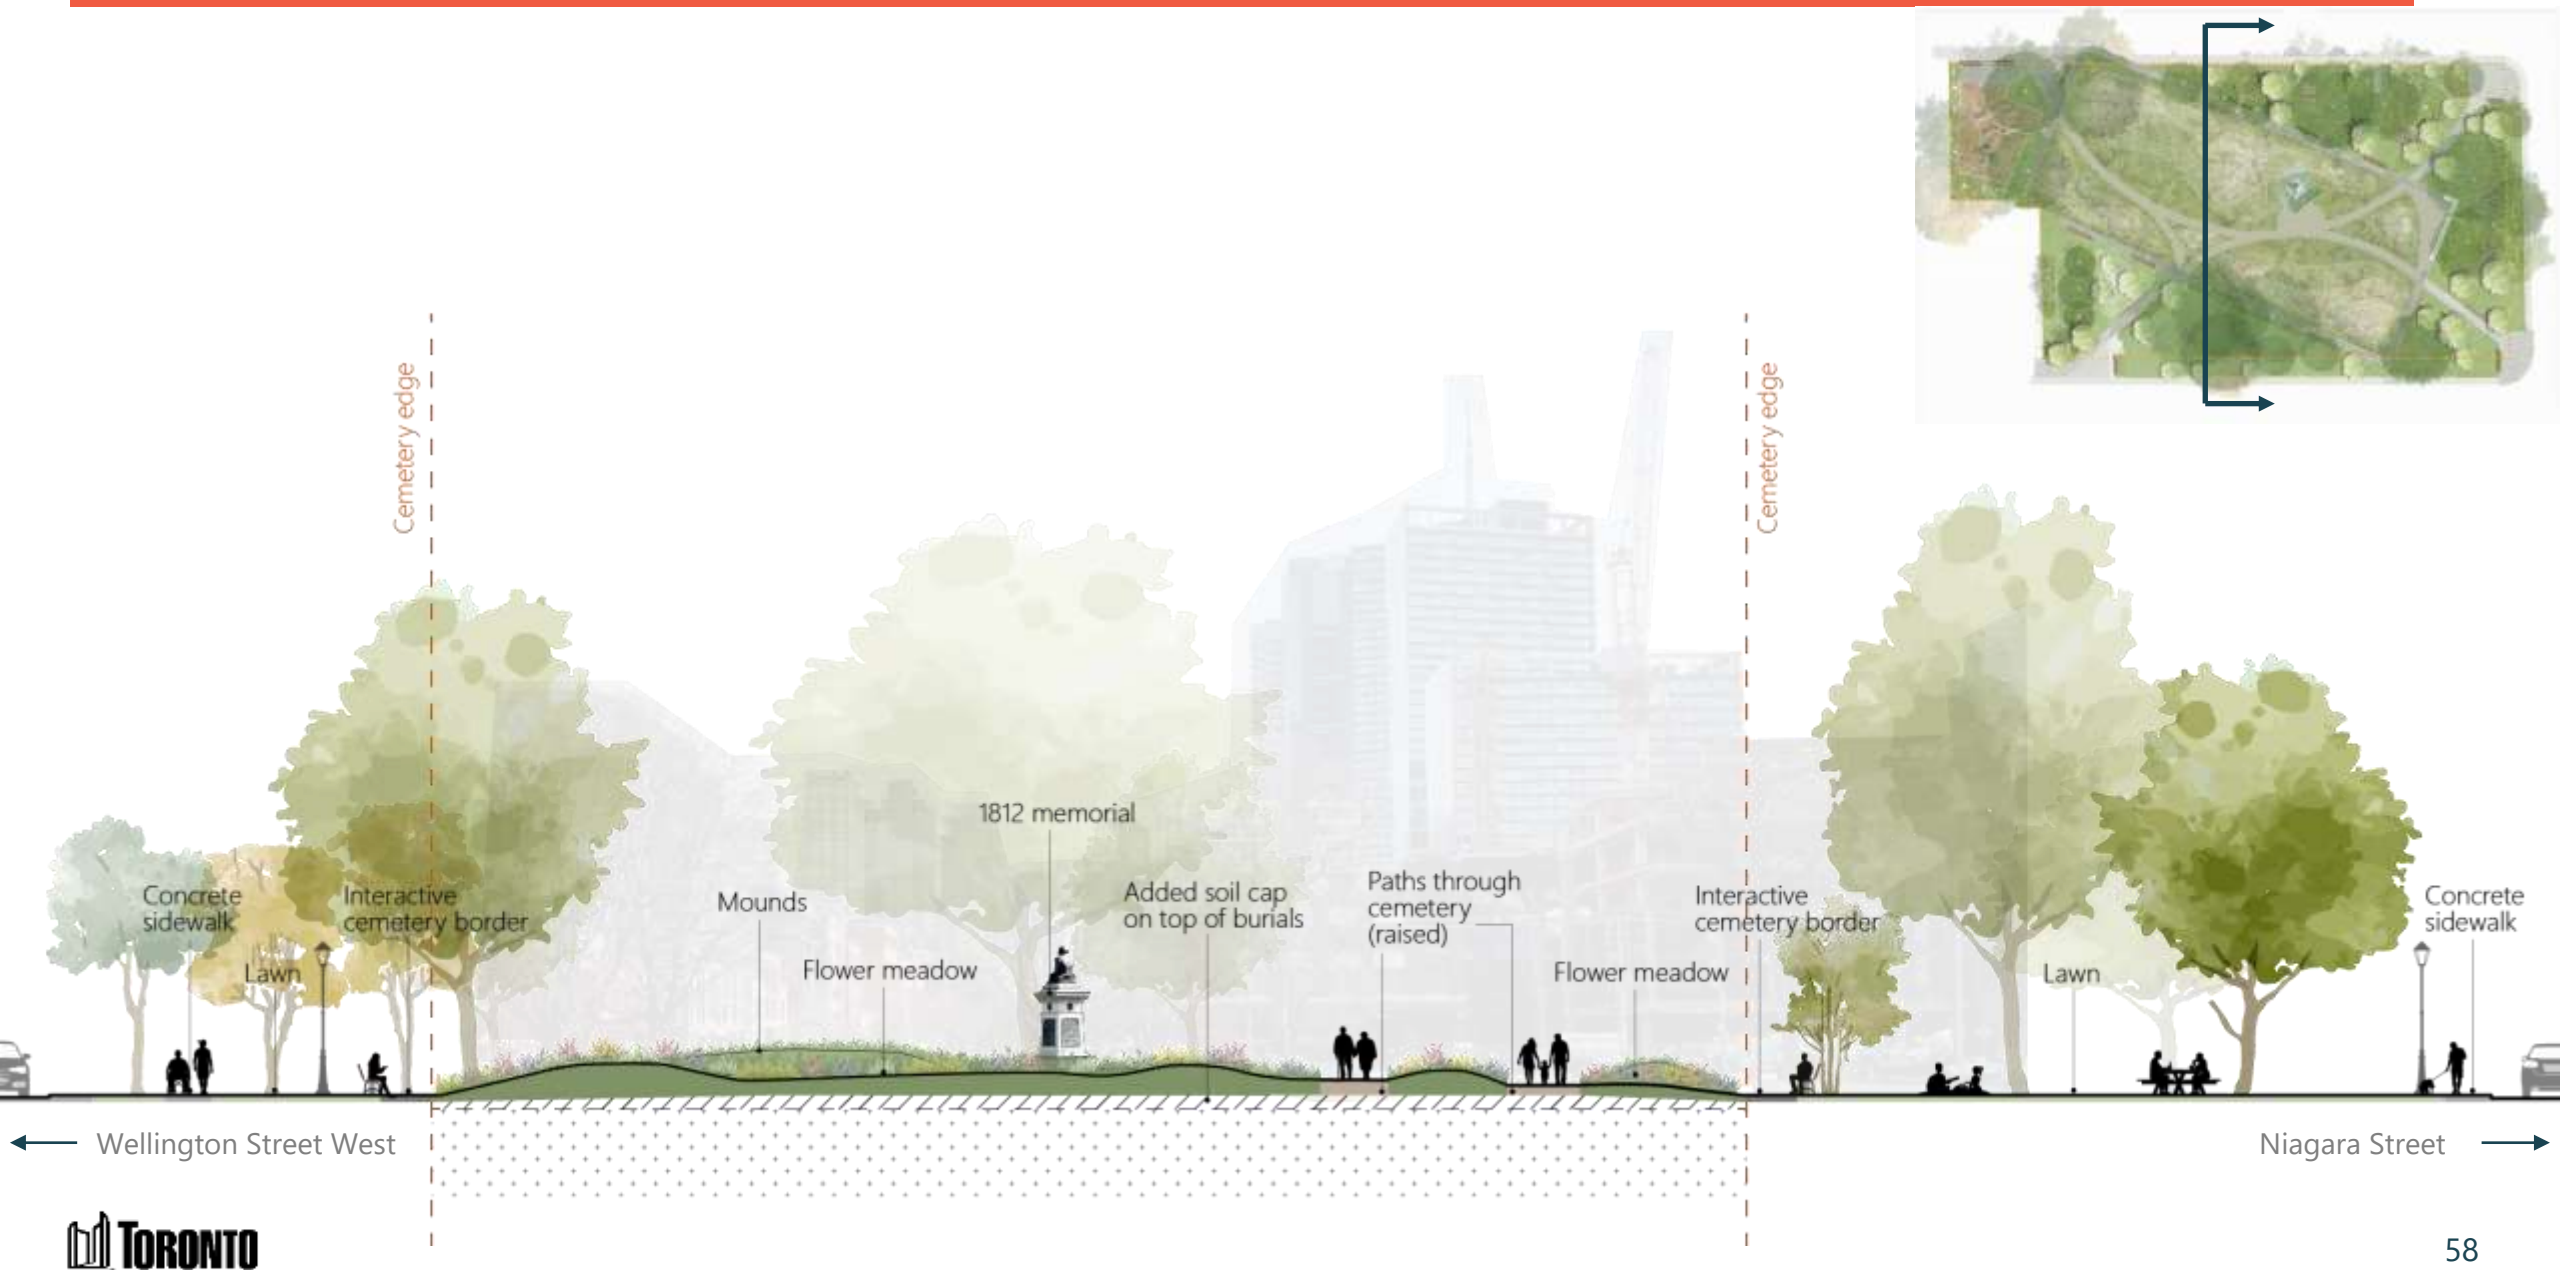 Cemetery edge
Cemetery edge
1812 memorial
Concrete
sidewalk
Lawn
Interactive
cemetery border
Mounds
Flower meadow
Added soil cap
on top of burials
Paths through
cemetery
(raised)
Flower meadow
Interactive
cemetery border
Lawn
Concrete
sidewalk
Wellington Street West
Niagara Street
TORONTO
58